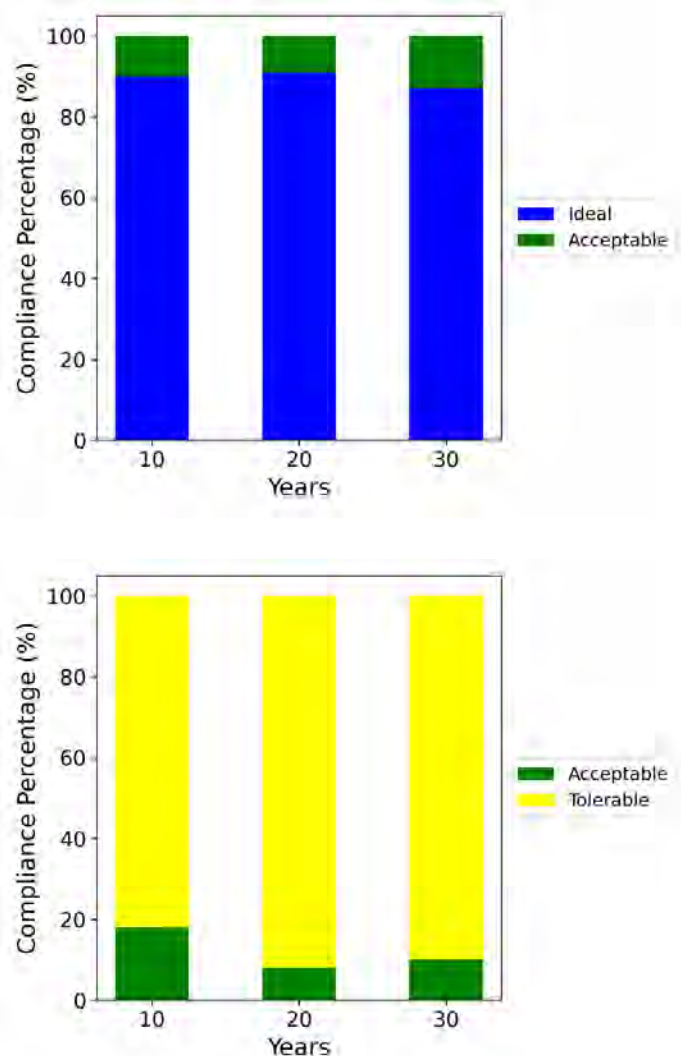 100
80
60
40
20
0
Compliance Percentage (%)
10 20 30
Years
Ideal
Acceptable
100
80
60
40
20
0
Compliance Percentage (%)
10 20 30
Years
Acceptable
Tolerable